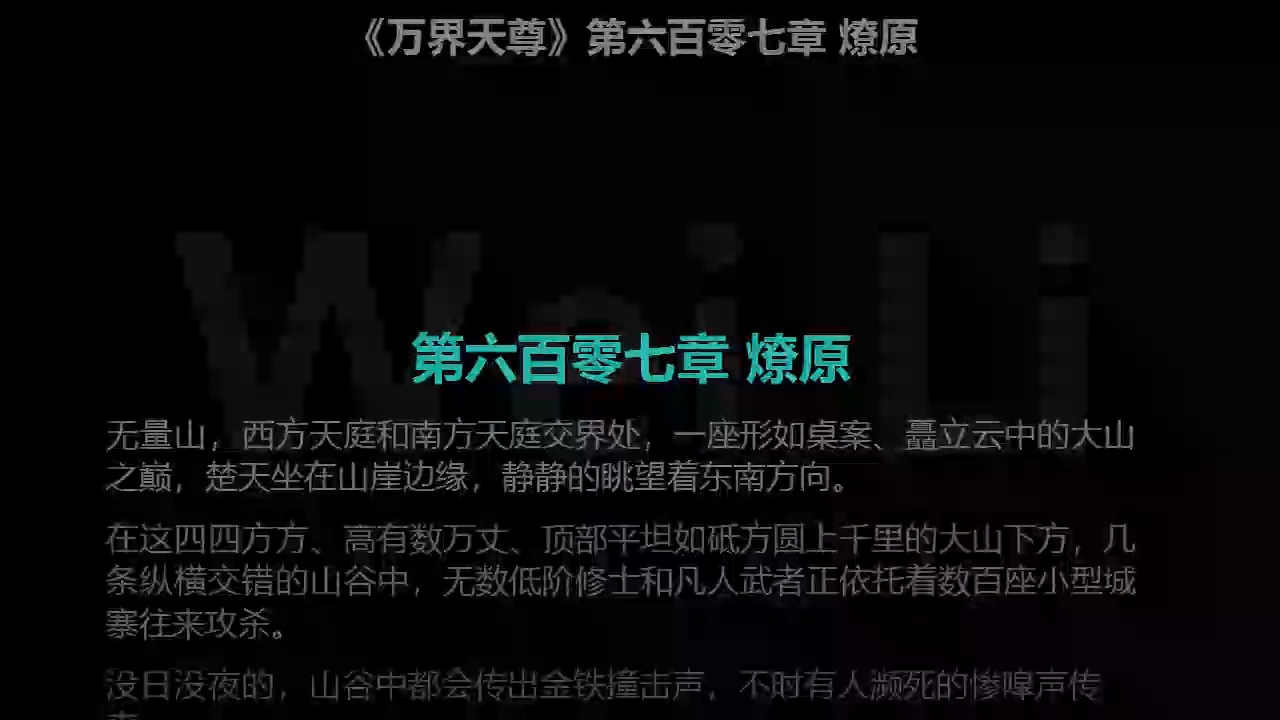 《万界天尊》第六百零七章 燎原
Wei Li
第六百零七章 燎原
无量山，西方天庭和南方天庭交界处，一座形如桌案、矗立云中的大山
之巅，楚天坐在山崖边缘，静静的眺望着东南方向。
在这四四方方、高有数万丈、顶部平坦如砥方圆上千里的大山下方，几
条纵横交错的山谷中，无数低阶修士和凡人武者正依托着数百座小型城
寨往来攻杀。
没日没夜的，山谷中都会传出金铁撞击声，不时有人濒死的惨嗥声传